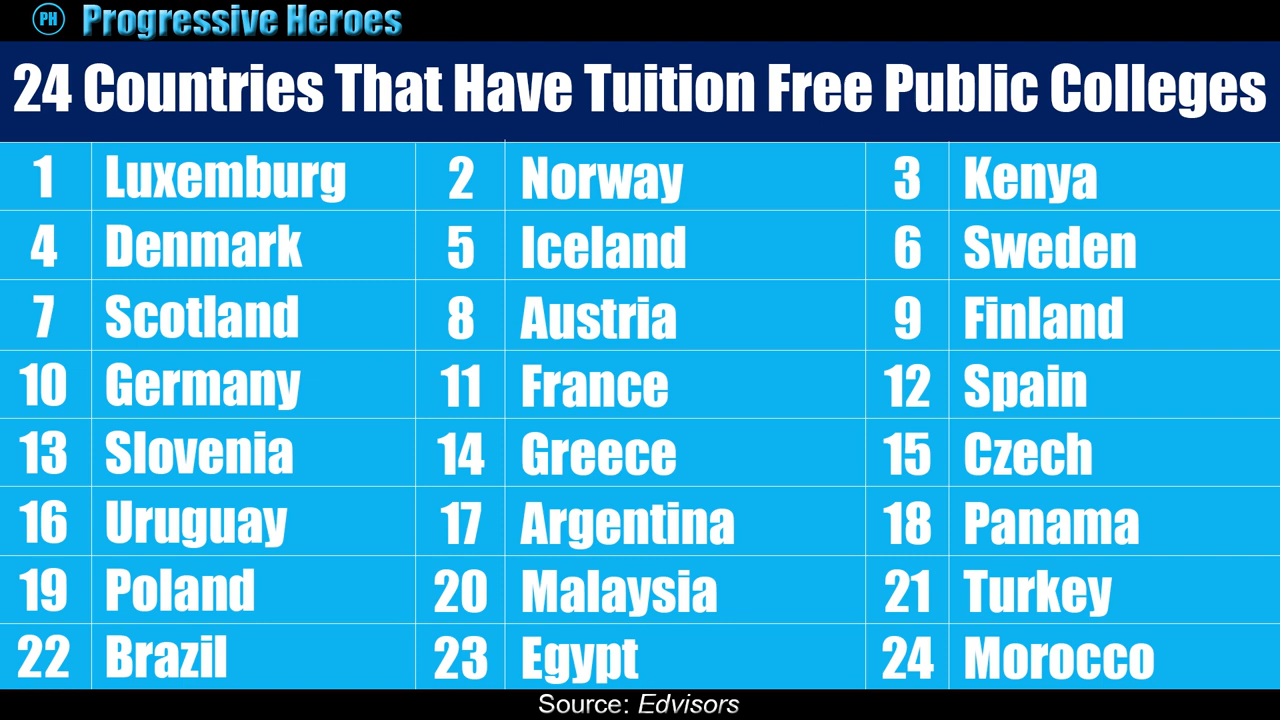 PH Progressive Heroes
24 Countries That Have Tuition Free Public Colleges
1 Luxemburg 2 Norway 3 Kenya
4 Denmark 5 Iceland 6 Sweden
7 Scotland 8 Austria 9 Finland
10 Germany 11 France 12 Spain
13 Slovenia 14 Greece 15 Czech
16 Uruguay 17 Argentina 18 Panama
19 Poland 20 Malaysia 21 Turkey
22 Brazil 23 Egypt 24 Morocco
Source: Edvisors